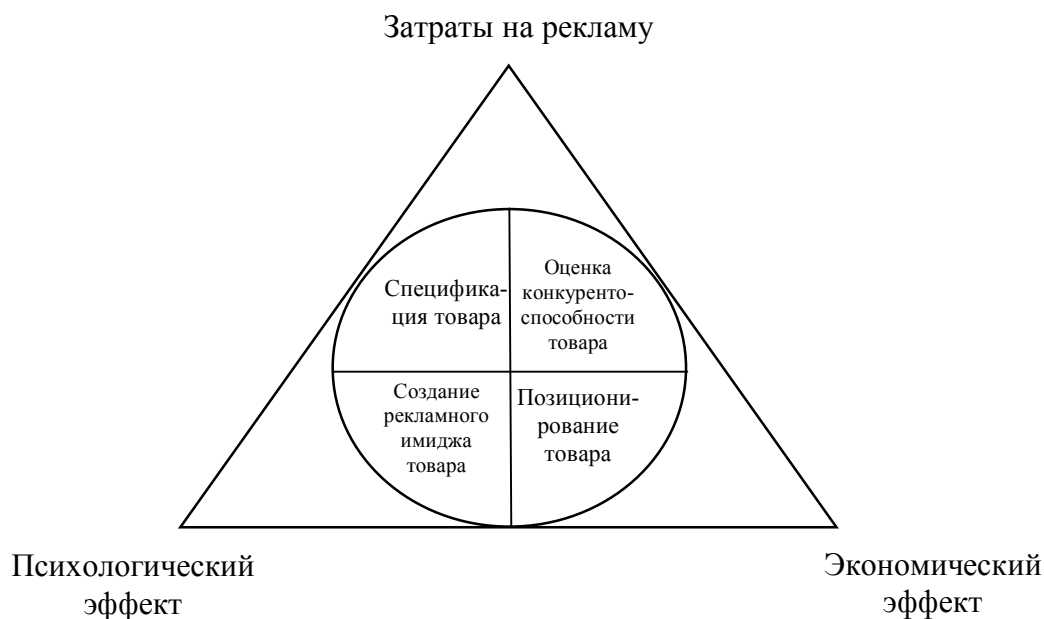 Затраты на рекламу
Специфика-
ция товара
Оценка
конкуренто-
способности
товара
Создание
рекламного
имиджа
товара
Позициони-
рование
товара
Психологический
эффект
Экономический
эффект